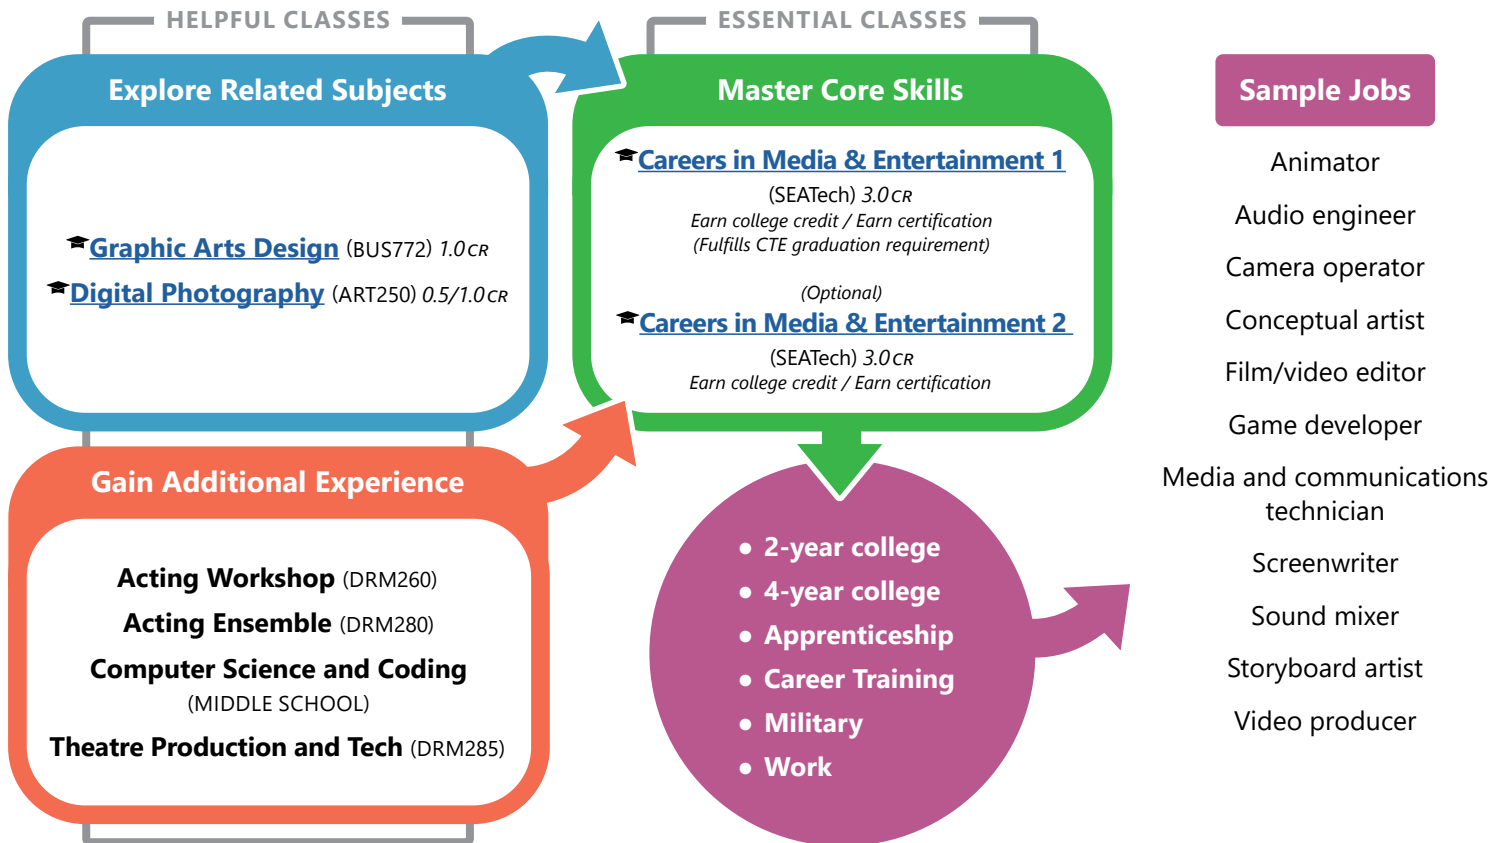 HELPFUL CLASSES
Explore Related Subjects
Graphic Arts Design (BUS772) 1.0 CR
Digital Photography (ART250) 0.5/1.0 CR
Gain Additional Experience
Acting Workshop (DRM260)
Acting Ensemble (DRM280)
Computer Science and Coding
(MIDDLE SCHOOL)
Theatre Production and Tech (DRM285)
ESSENTIAL CLASSES
Master Core Skills
Careers in Media & Entertainment 1
(SEATech) 3.0 CR
Earn college credit / Earn certification
(Fulfills CTE graduation requirement)
(Optional)
Careers in Media & Entertainment 2
(SEATech) 3.0 CR
Earn college credit / Earn certification
• 2-year college
• 4-year college
• Apprenticeship
• Career Training
• Military
• Work
Sample Jobs
Animator
Audio engineer
Camera operator
Conceptual artist
Film/video editor
Game developer
Media and communications
technician
Screenwriter
Sound mixer
Storyboard artist
Video producer